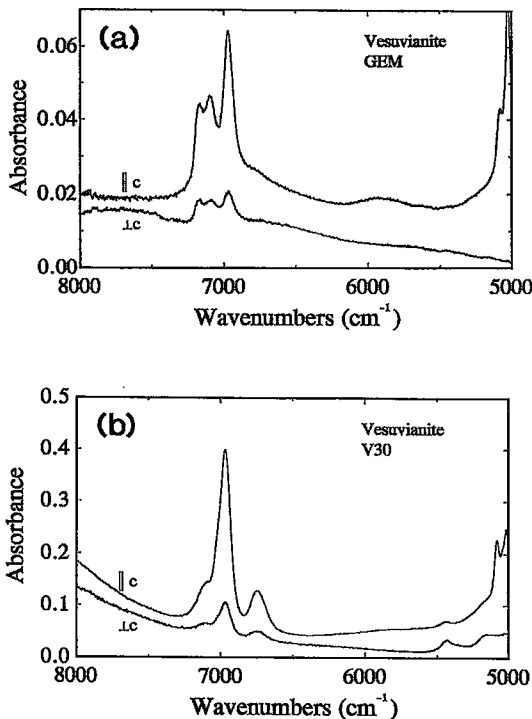 (a)
Vesuvianite
GEM
Absorbance
0.06
0.04
0.02
0.00
∥ c
⊥c
8000
7000
6000
5000
Wavenumbers (cm⁻¹)
(b)
Vesuvianite
V30
Absorbance
0.5
0.4
0.3
0.2
0.1
0.0
∥ c
⊥c
8000
7000
6000
5000
Wavenumbers (cm⁻¹)